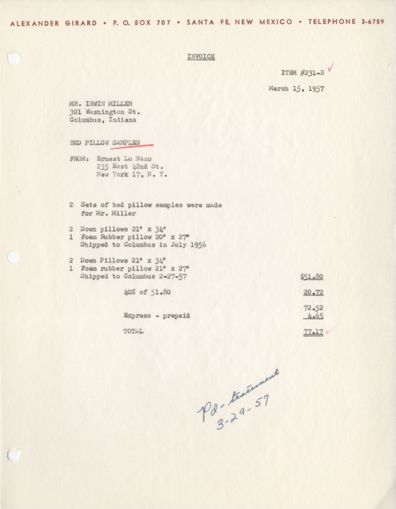 ALEXANDER GIRARD • P. O. BOX 707 • SANTA FE, NEW MEXICO • TELEPHONE 3-6759
INVOICE
ITEM #231-B
March 15, 1957
MR. IRWIN MILLER
301 Washington St.
Columbus, Indiana
BED PILLOW SAMPLES
FROM: Ernest Lo Nano
235 East 42nd St.
New York 17, N. Y.
2 Sets of bed pillow samples were made
for Mr. Miller
2 Down pillows 21" x 34"
1 Foam Rubber pillow 20" x 27"
Shipped to Columbus in July 1956
2 Down Pillows 21" x 34"
1 Foam rubber pillow 21" x 27"
Shipped to Columbus 2-27-57 $51.80
40% of 51.80 20.72
72.52
Express - prepaid 4.65
TOTAL 77.17
Pd - Statement
3-29-57